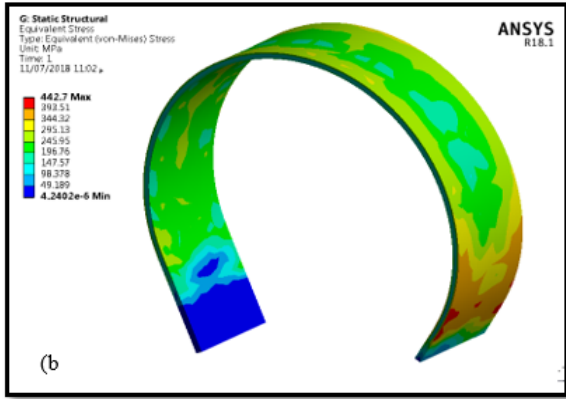 G: Static Structural
Equivalent Stress
Type: Equivalent (von-Mises) Stress
Unit: MPa
Time: 1
11/07/2018 11:02 م
442.7 Max
393.51
344.32
295.13
245.95
196.76
147.57
98.378
49.189
4.2402e-6 Min
ANSYS
R18.1
(b